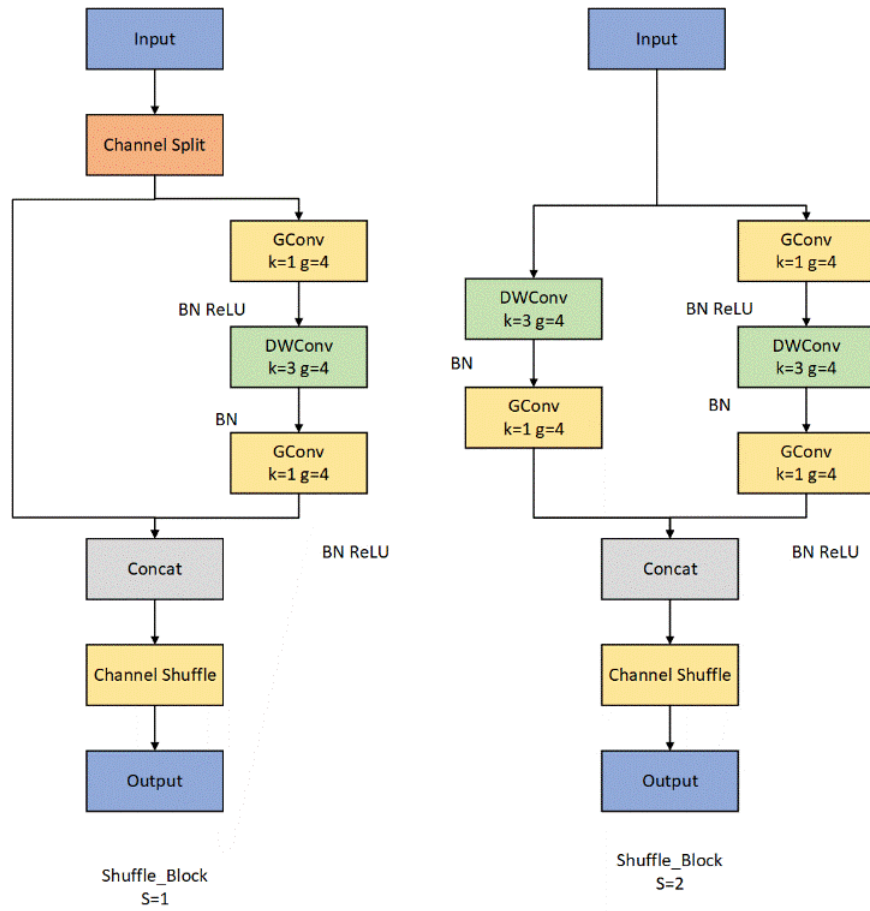 Input
Channel Split
GConv
k=1 g=4
BN ReLU
DWConv
k=3 g=4
BN
GConv
k=1 g=4
BN ReLU
Concat
Channel Shuffle
Output
Shuffle_Block
S=1
Input
DWConv
k=3 g=4
BN
GConv
k=1 g=4
GConv
k=1 g=4
BN ReLU
DWConv
k=3 g=4
BN
GConv
k=1 g=4
BN ReLU
Concat
Channel Shuffle
Output
Shuffle_Block
S=2